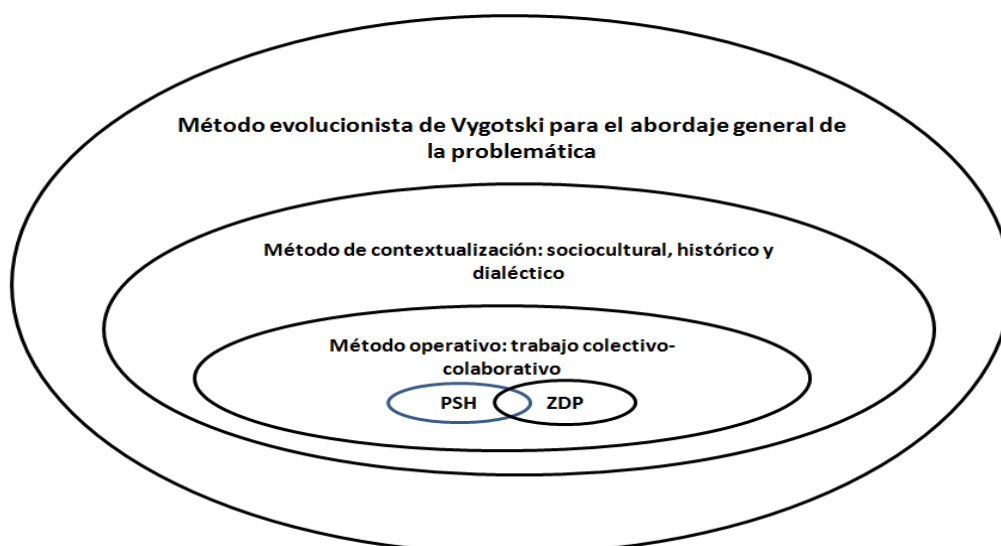 Método evolucionista de Vygotski para el abordaje general de
la problemática
Método de contextualización: sociocultural, histórico y
dialéctico
Método operativo: trabajo colectivo-
colaborativo
PSH ZDP